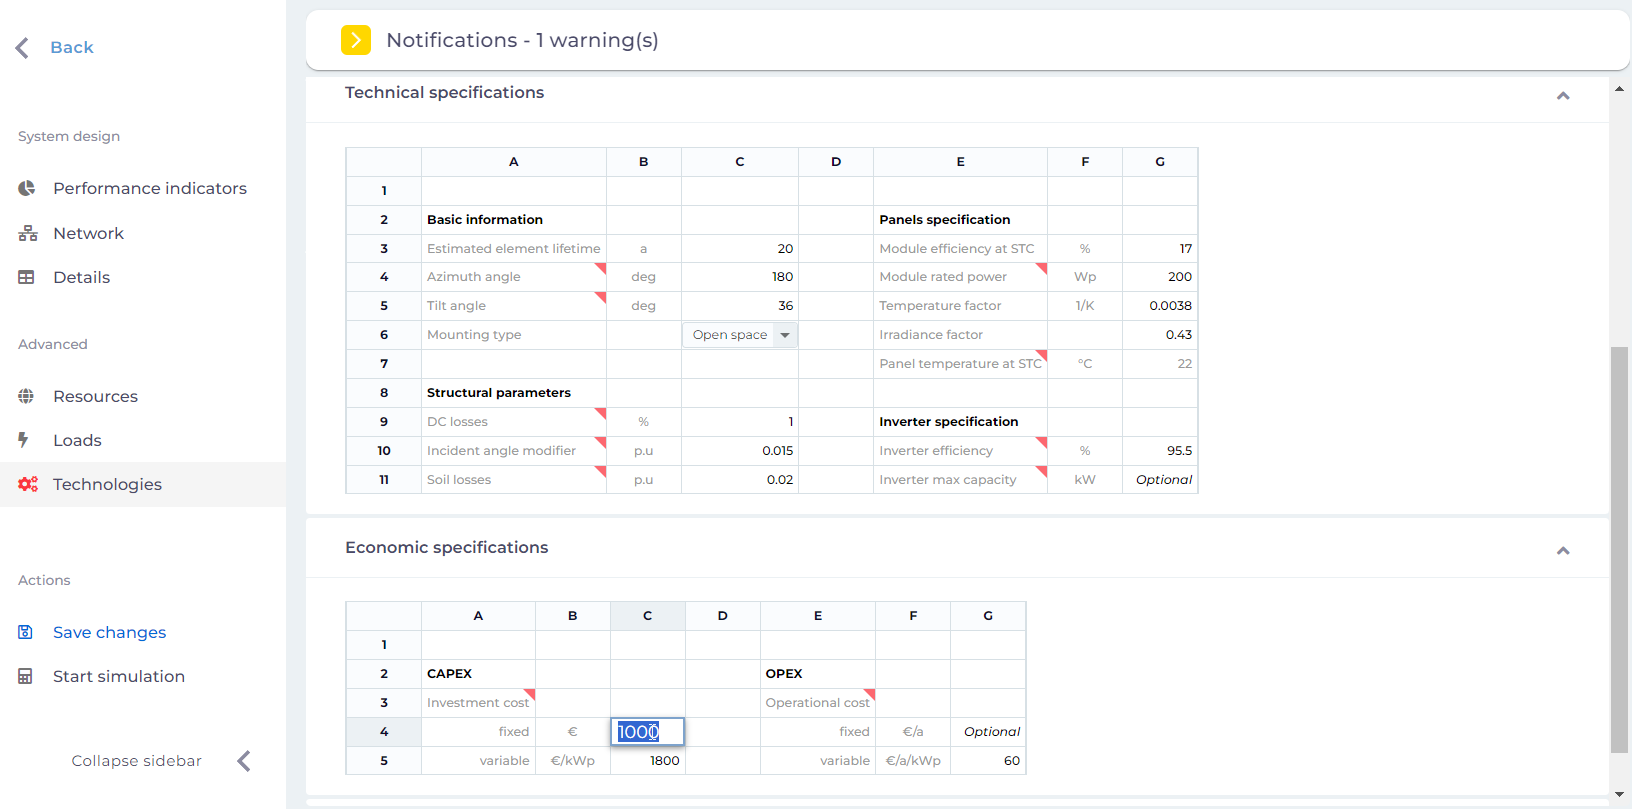 Back
System design
Performance indicators
Network
Details
Advanced
Resources
Loads
Technologies
Actions
Save changes
Start simulation
Collapse sidebar
Notifications - 1 warning(s)
Technical specifications
A B C D E F G
1
2 Basic information Panels specification
3 Estimated element lifetime a 20 Module efficiency at STC % 17
4 Azimuth angle deg 180 Module rated power Wp 200
5 Tilt angle deg 36 Temperature factor 1/K 0.0038
6 Mounting type Open space Irradiance factor 0.43
7 Panel temperature at STC °C 22
8 Structural parameters
9 DC losses % 1 Inverter specification
10 Incident angle modifier p.u 0.015 Inverter efficiency % 95.5
11 Soil losses p.u 0.02 Inverter max capacity kW Optional
Economic specifications
A B C D E F G
1
2 CAPEX OPEX
3 Investment cost Operational cost
4 fixed € 1000 fixed €/a Optional
5 variable €/kWp 1800 variable €/a/kWp 60